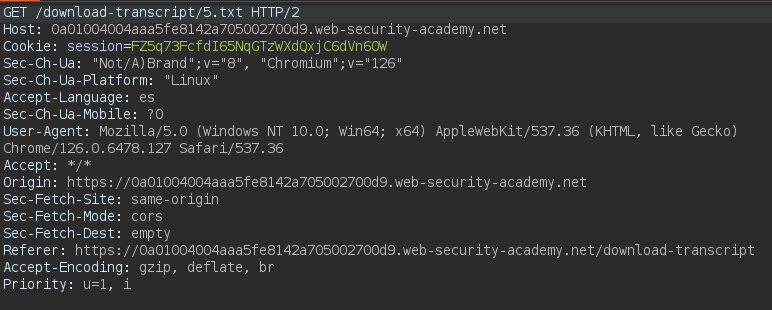 GET /download-transcript/5.txt HTTP/2
Host: 0a01004004aaa5fe8142a705002700d9.web-security-academy.net
Cookie: session=FZ5q73FcfdI65NqGTzWXdQxjC6dVn60W
Sec-Ch-Ua: "Not/A)Brand";v="8", "Chromium";v="126"
Sec-Ch-Ua-Platform: "Linux"
Accept-Language: es
Sec-Ch-Ua-Mobile: ?0
User-Agent: Mozilla/5.0 (Windows NT 10.0; Win64; x64) AppleWebKit/537.36 (KHTML, like Gecko)
Chrome/126.0.6478.127 Safari/537.36
Accept: */*
Origin: https://0a01004004aaa5fe8142a705002700d9.web-security-academy.net
Sec-Fetch-Site: same-origin
Sec-Fetch-Mode: cors
Sec-Fetch-Dest: empty
Referer: https://0a01004004aaa5fe8142a705002700d9.web-security-academy.net/download-transcript
Accept-Encoding: gzip, deflate, br
Priority: u=1, i